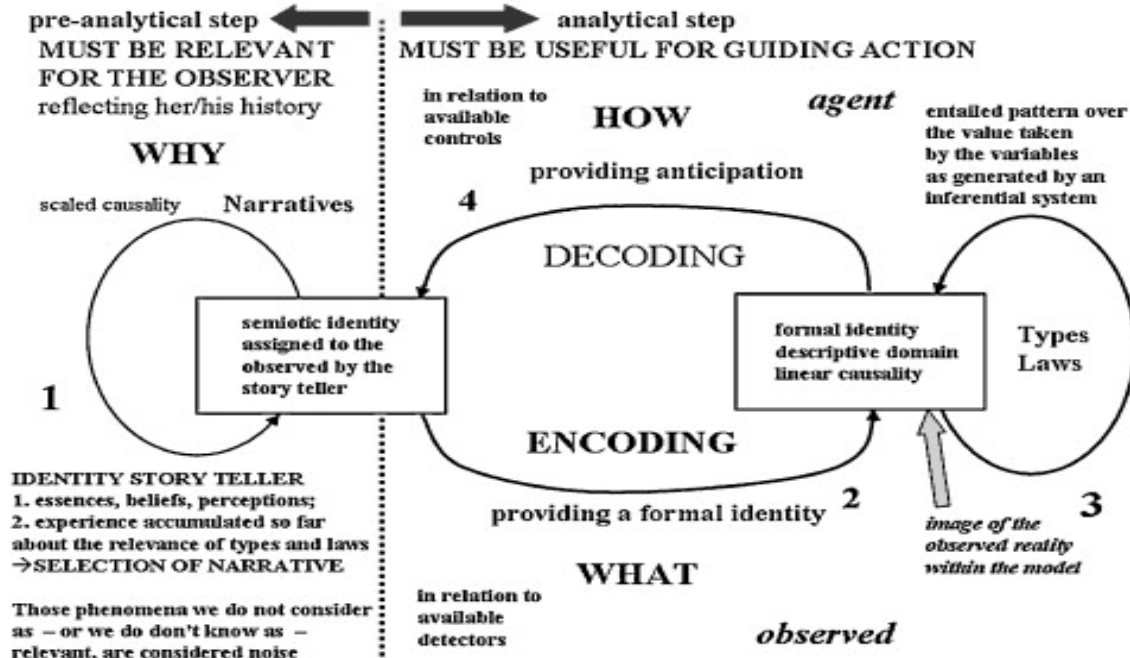 pre-analytical step
analytical step
MUST BE RELEVANT
FOR THE OBSERVER
reflecting her/his history
MUST BE USEFUL FOR GUIDING ACTION
in relation to
available
controls
HOW
agent
entailed pattern over
the value taken
by the variables
as generated by an
inferential system
WHY
providing anticipation
scaled causality
Narratives
4
DECODING
semiotic identity
assigned to the
observed by the
story teller
formal identity
descriptive domain
linear causality
Types
Laws
1
ENCODING
IDENTITY STORY TELLER
1. essences, beliefs, perceptions;
2. experience accumulated so far
about the relevance of types and laws
→SELECTION OF NARRATIVE
providing a formal identity
2
3
image of the
observed reality
within the model
WHAT
Those phenomena we do not consider
as – or we do don't know as –
relevant, are considered noise
in relation to
available
detectors
observed